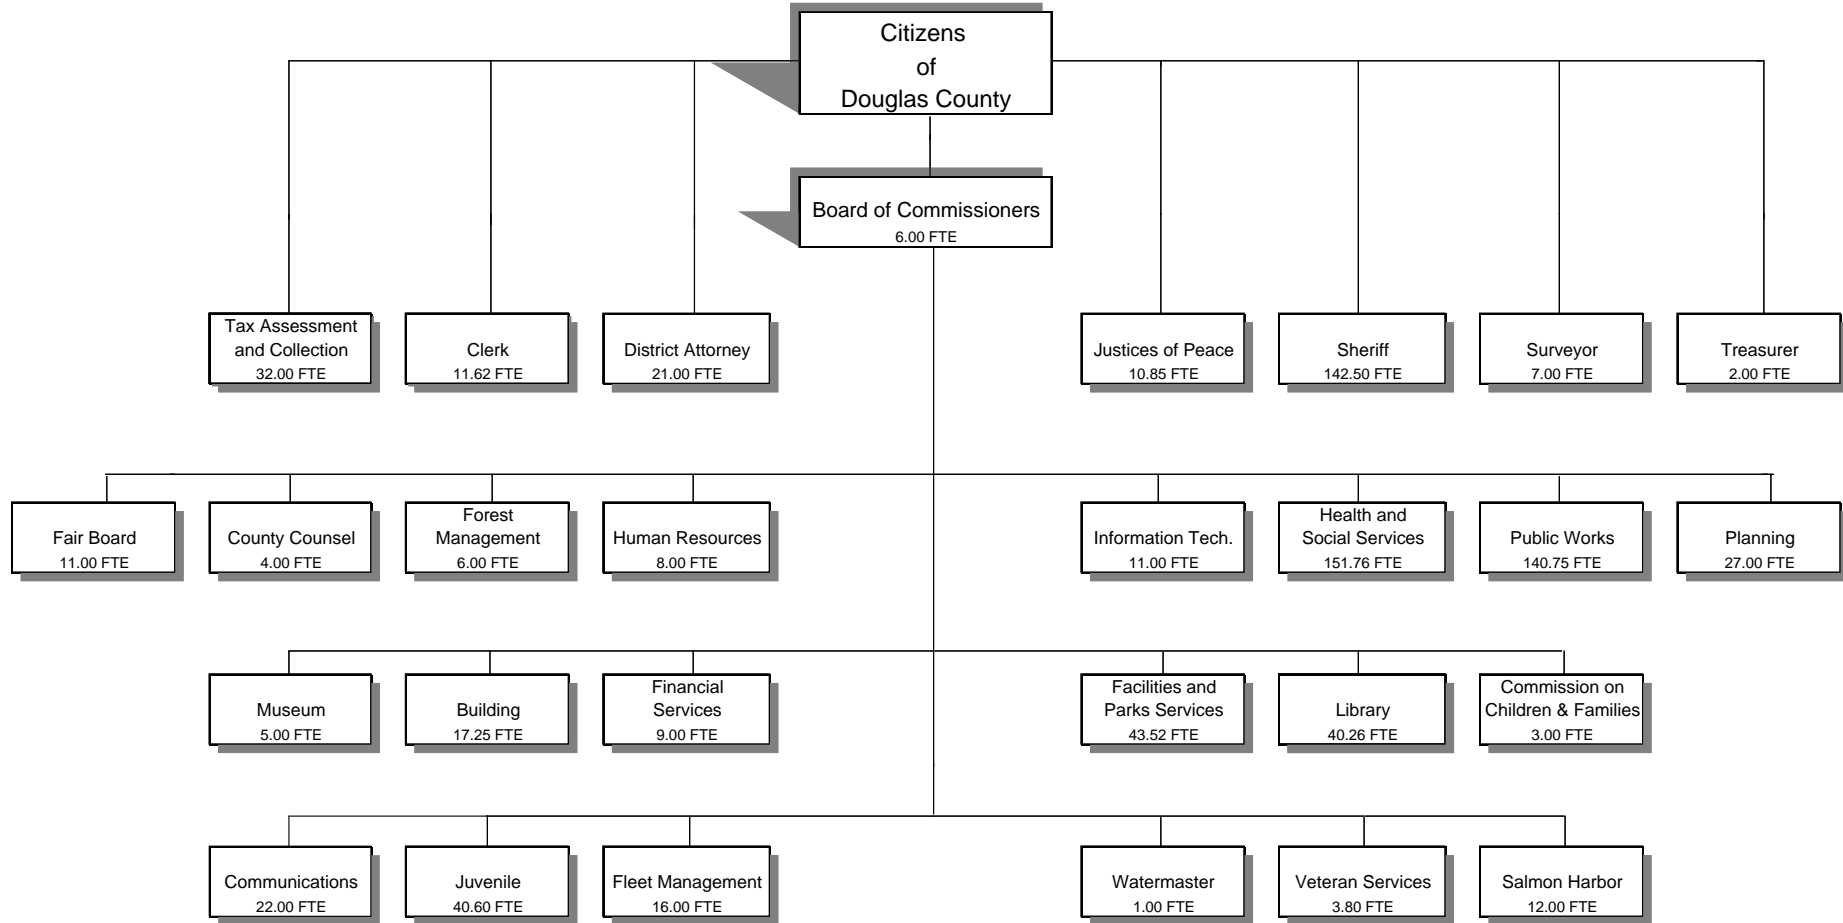 Citizens
of
Douglas County
Board of Commissioners
6.00 FTE
Tax Assessment
and Collection
32.00 FTE
Clerk
11.62 FTE
District Attorney
21.00 FTE
Justices of Peace
10.85 FTE
Sheriff
142.50 FTE
Surveyor
7.00 FTE
Treasurer
2.00 FTE
Fair Board
11.00 FTE
County Counsel
4.00 FTE
Forest
Management
6.00 FTE
Human Resources
8.00 FTE
Information Tech.
11.00 FTE
Health and
Social Services
151.76 FTE
Public Works
140.75 FTE
Planning
27.00 FTE
Museum
5.00 FTE
Building
17.25 FTE
Financial
Services
9.00 FTE
Facilities and
Parks Services
43.52 FTE
Library
40.26 FTE
Commission on
Children & Families
3.00 FTE
Communications
22.00 FTE
Juvenile
40.60 FTE
Fleet Management
16.00 FTE
Watermaster
1.00 FTE
Veteran Services
3.80 FTE
Salmon Harbor
12.00 FTE